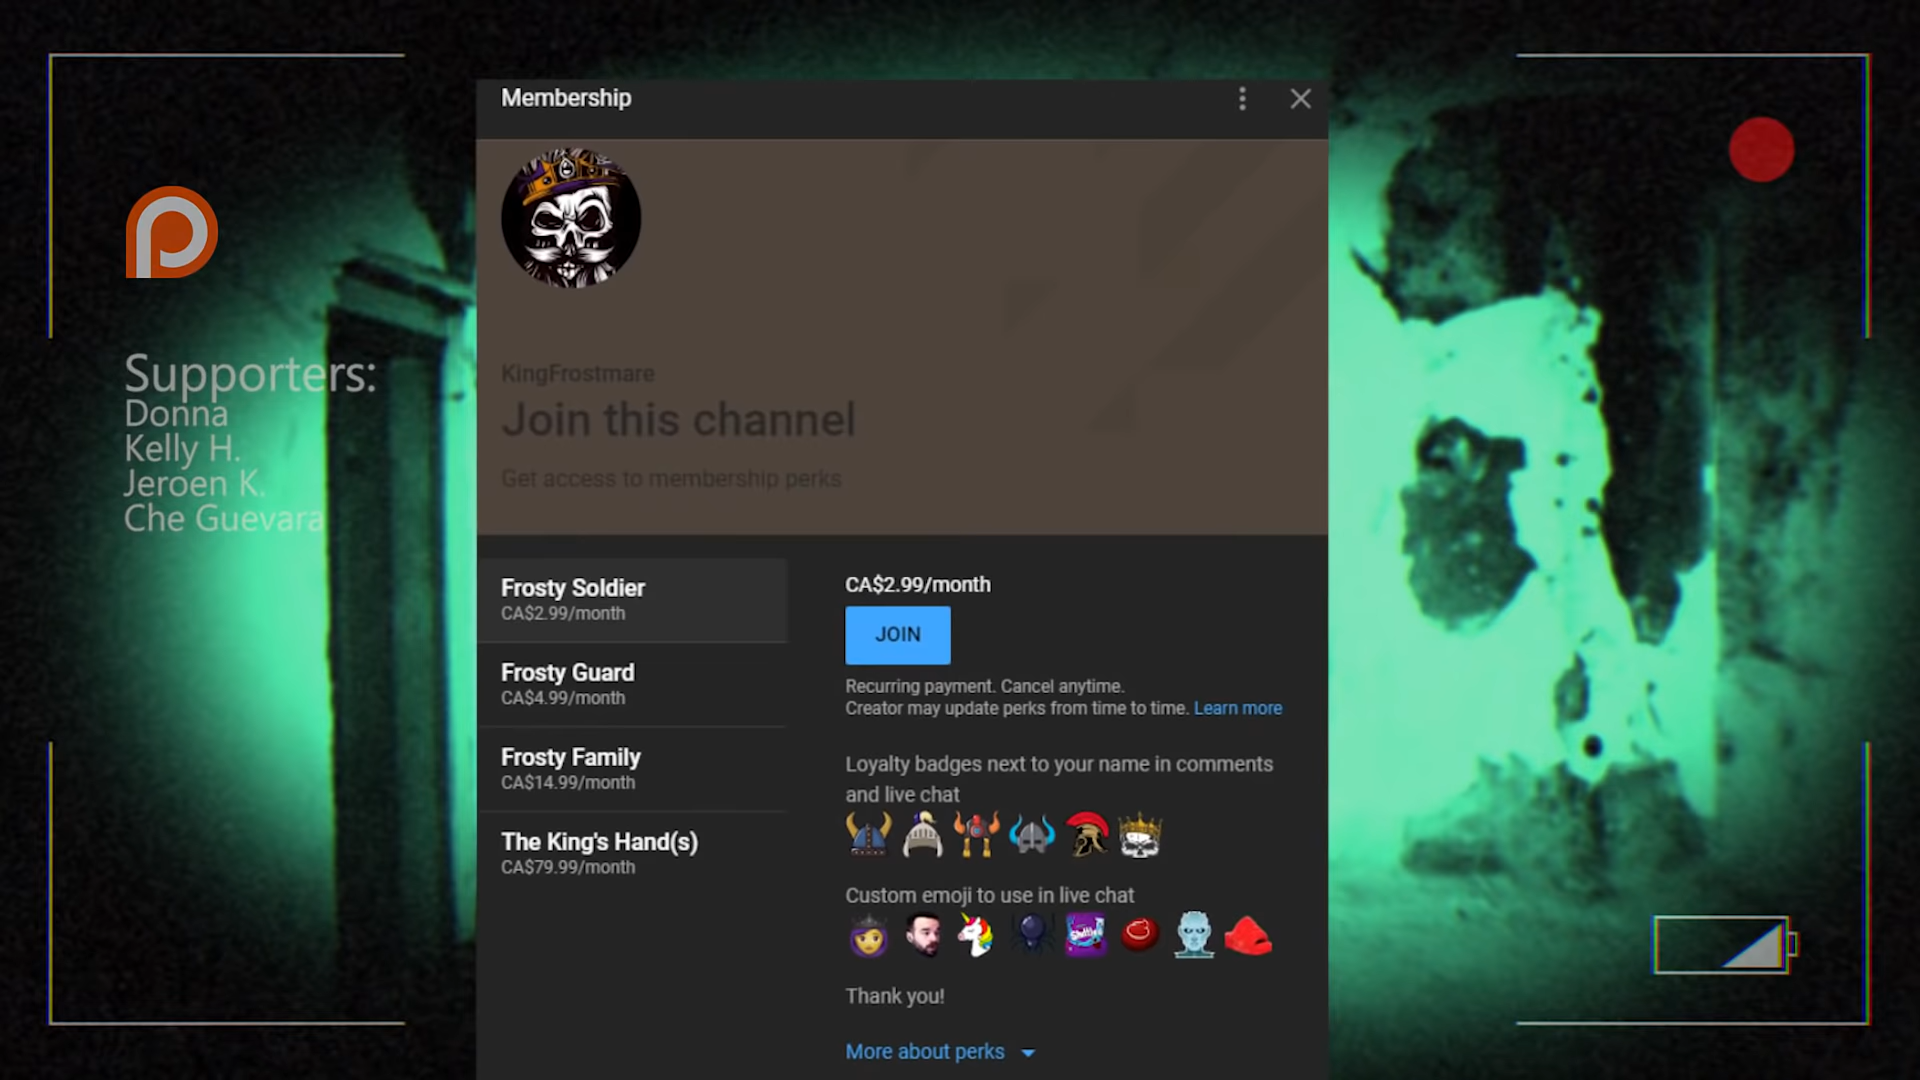 Membership
Supporters:
Donna
Kelly H.
Jeroen K.
Che Guevara
KingFrostmare
Join this channel
Get access to membership perks
Frosty Soldier
CA$2.99/month
Frosty Guard
CA$4.99/month
Frosty Family
CA$14.99/month
The King's Hand(s)
CA$79.99/month
CA$2.99/month
JOIN
Recurring payment. Cancel anytime.
Creator may update perks from time to time. Learn more
Loyalty badges next to your name in comments
and live chat
Custom emoji to use in live chat
Thank you!
More about perks